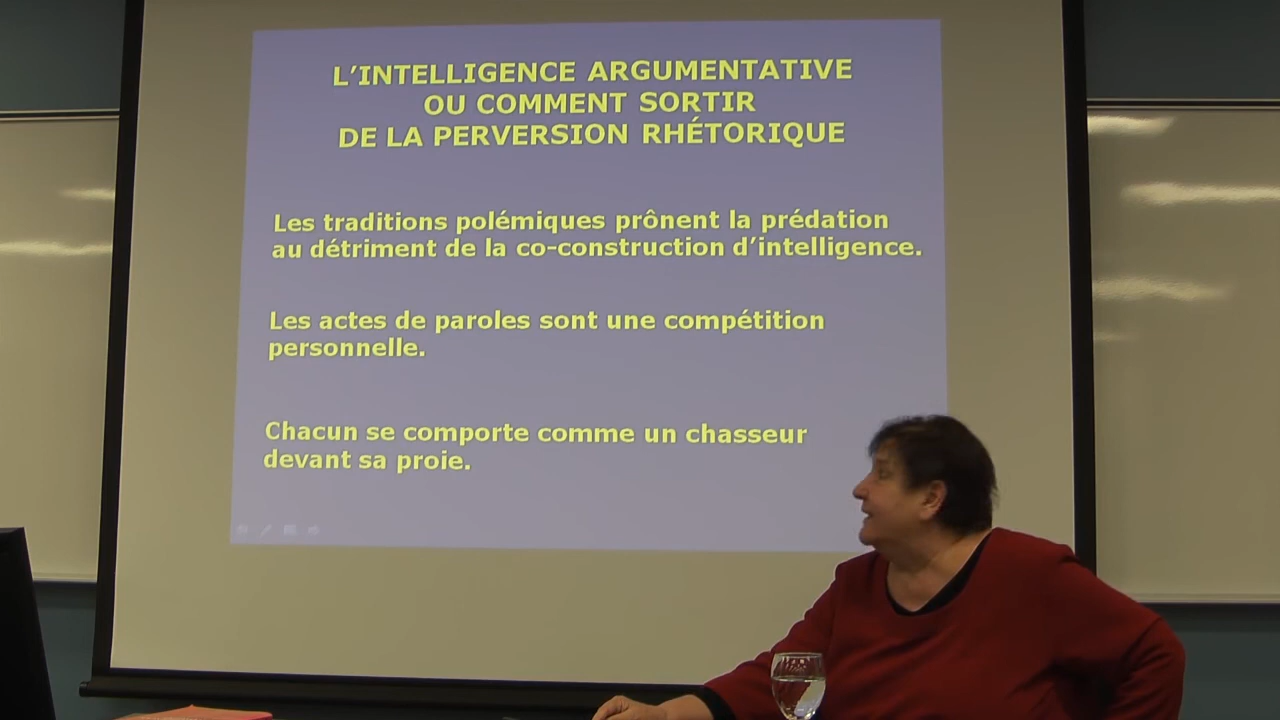 L'INTELLIGENCE ARGUMENTATIVE
OU COMMENT SORTIR
DE LA PERVERSION RHÉTORIQUE
Les traditions polémiques prônent la prédation
au détriment de la co-construction d'intelligence.
Les actes de paroles sont une compétition
personnelle.
Chacun se comporte comme un chasseur
devant sa proie.